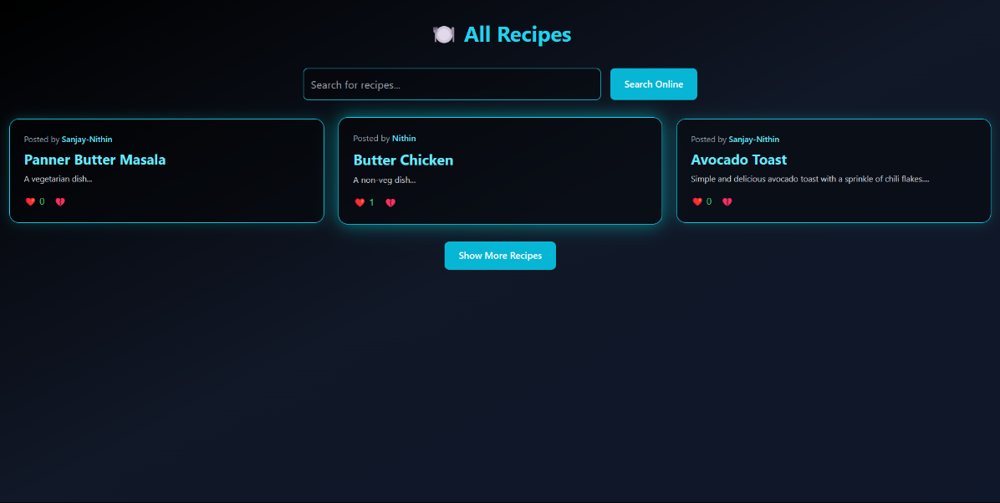 All Recipes
Search for recipes...
Search Online
Posted by Sanjay-Nithin
Panner Butter Masala
A vegetarian dish...
0
Posted by Nithin
Butter Chicken
A non-veg dish...
1
Posted by Sanjay-Nithin
Avocado Toast
Simple and delicious avocado toast with a sprinkle of chili flakes....
0
Show More Recipes